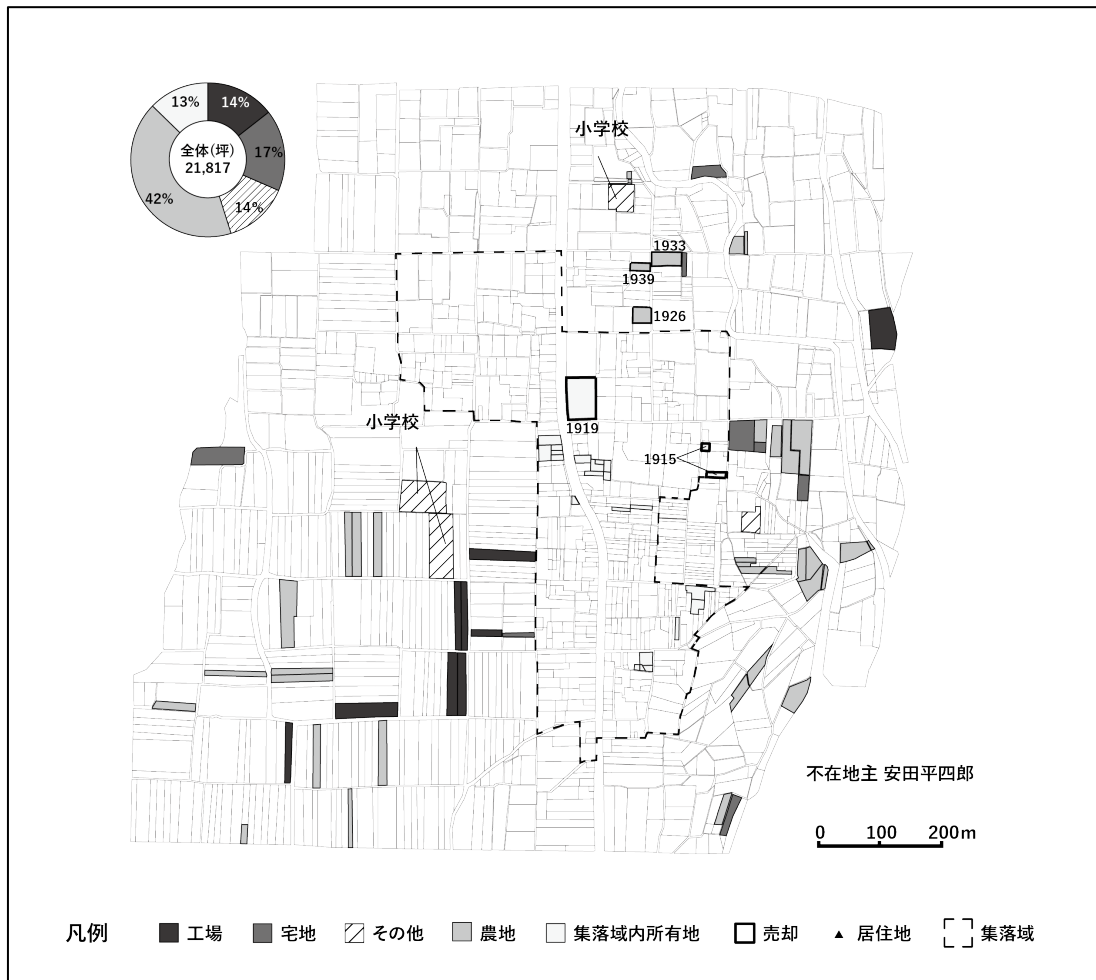 13%
14%
全体(坪)
21,817
17%
42%
14%
小学校
1933
1939
1926
1919
小学校
1915
不在地主 安田平四郎
0 100 200m
凡例 工場 宅地 その他 農地 集落域内所有地 売却 居住地 集落域